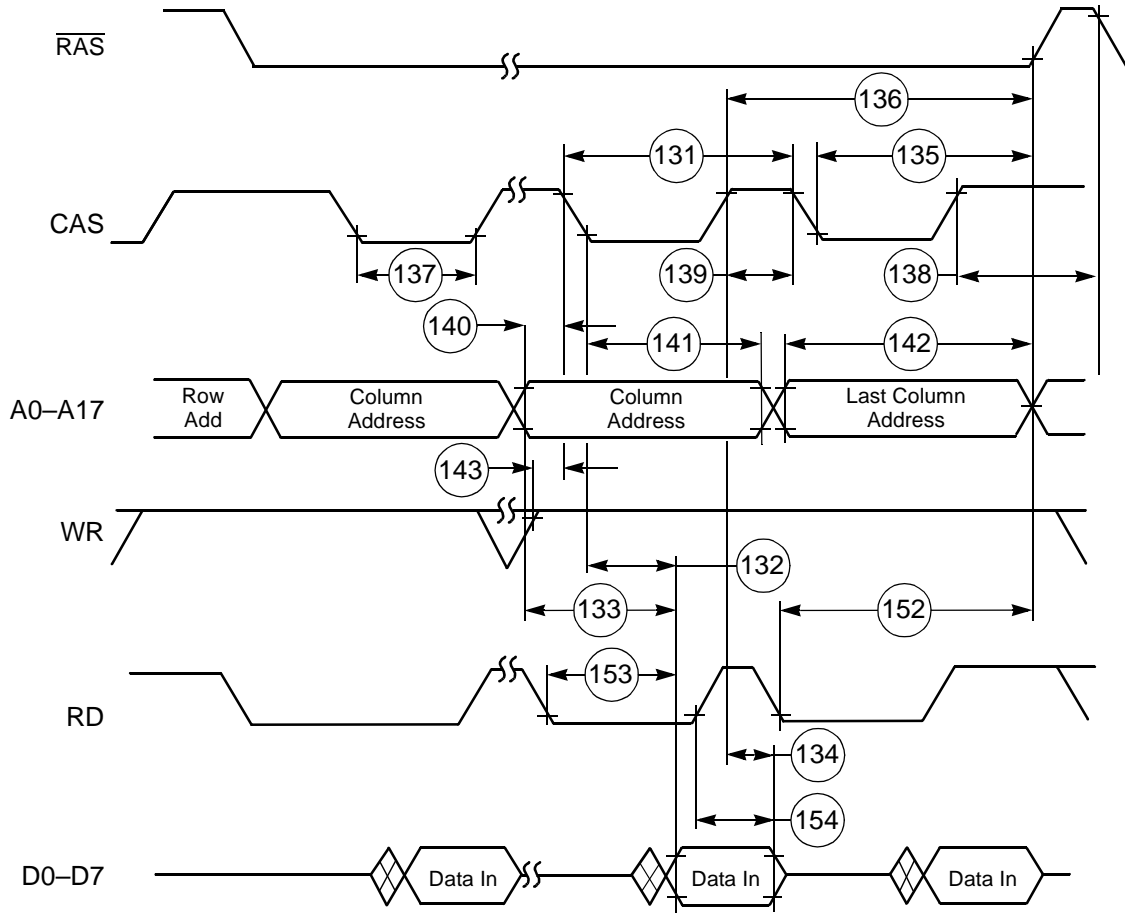 RAS
136
131
135
CAS
137
139
138
140
141
142
A0–A17
Row
Add
Column
Address
Column
Address
Last Column
Address
143
WR
132
133
152
153
RD
134
154
D0–D7
Data In
Data In
Data In